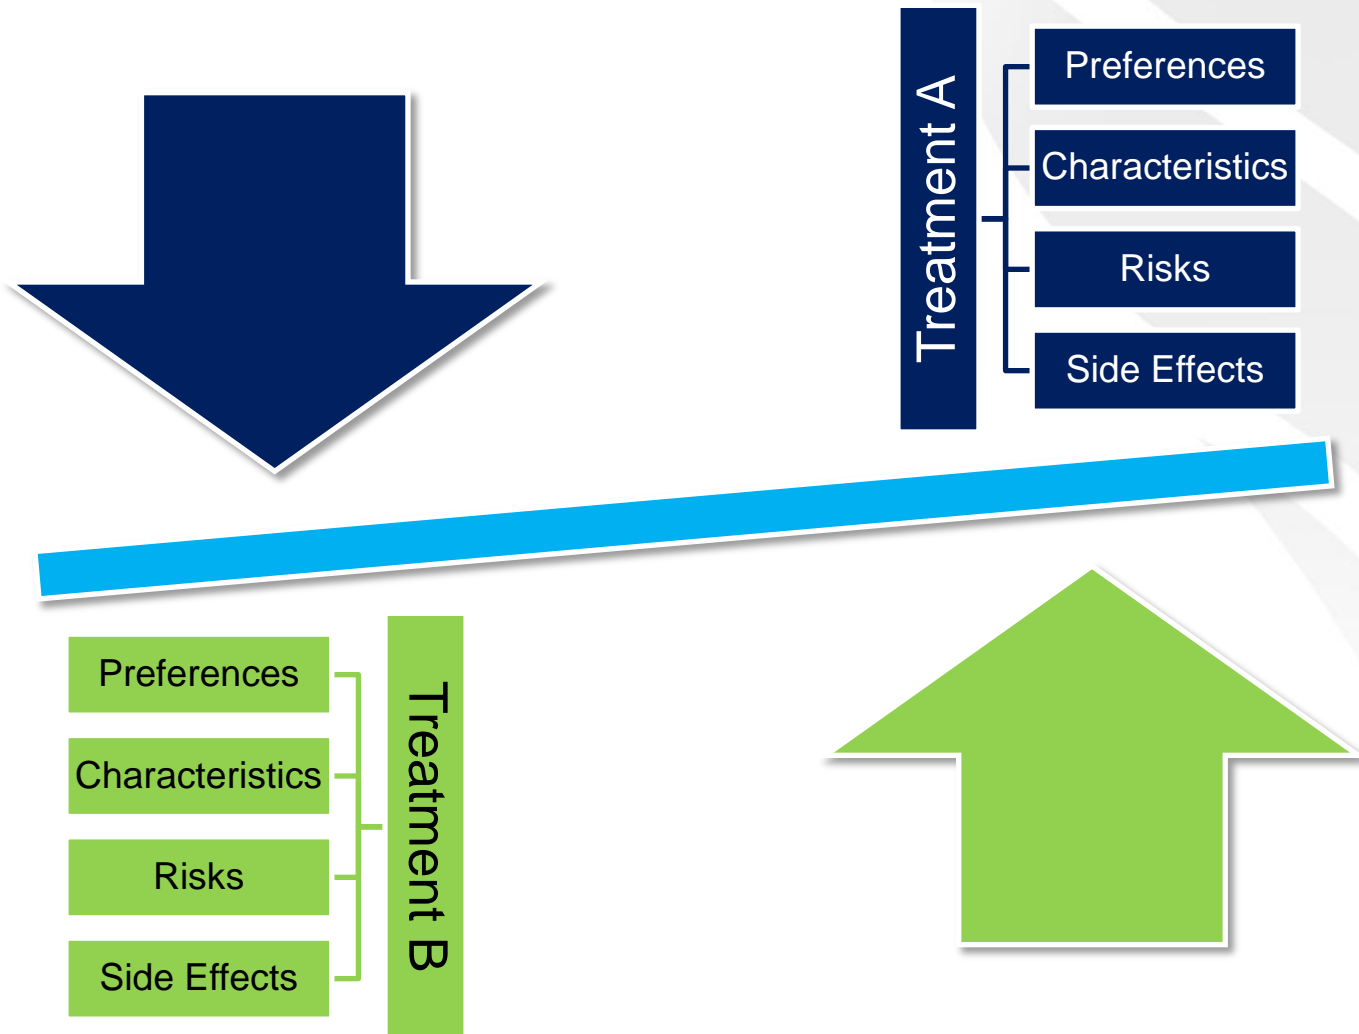 Treatment A
Preferences
Characteristics
Risks
Side Effects
Preferences
Characteristics
Risks
Side Effects
Treatment B